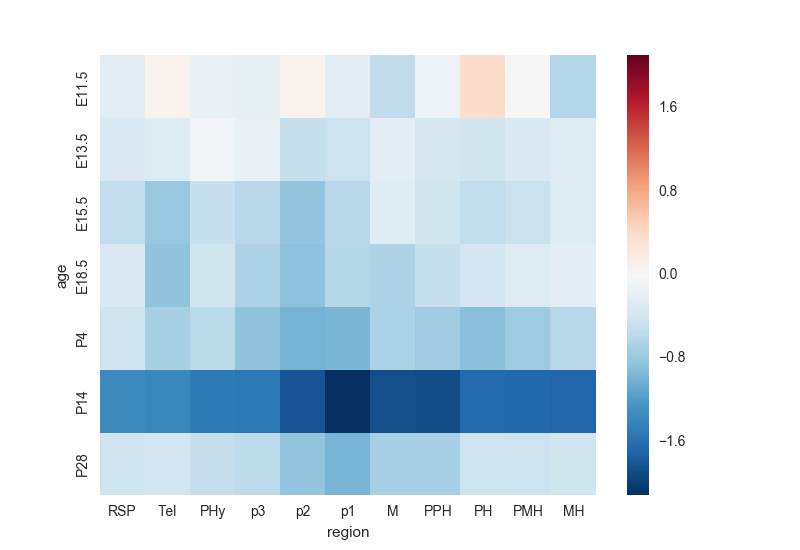 E11.5
E13.5
E15.5
E18.5
P4
P14
P28
age
RSP Tel PHy p3 p2 p1 M PPH PH PMH MH
region
1.6
0.8
0.0
−0.8
−1.6